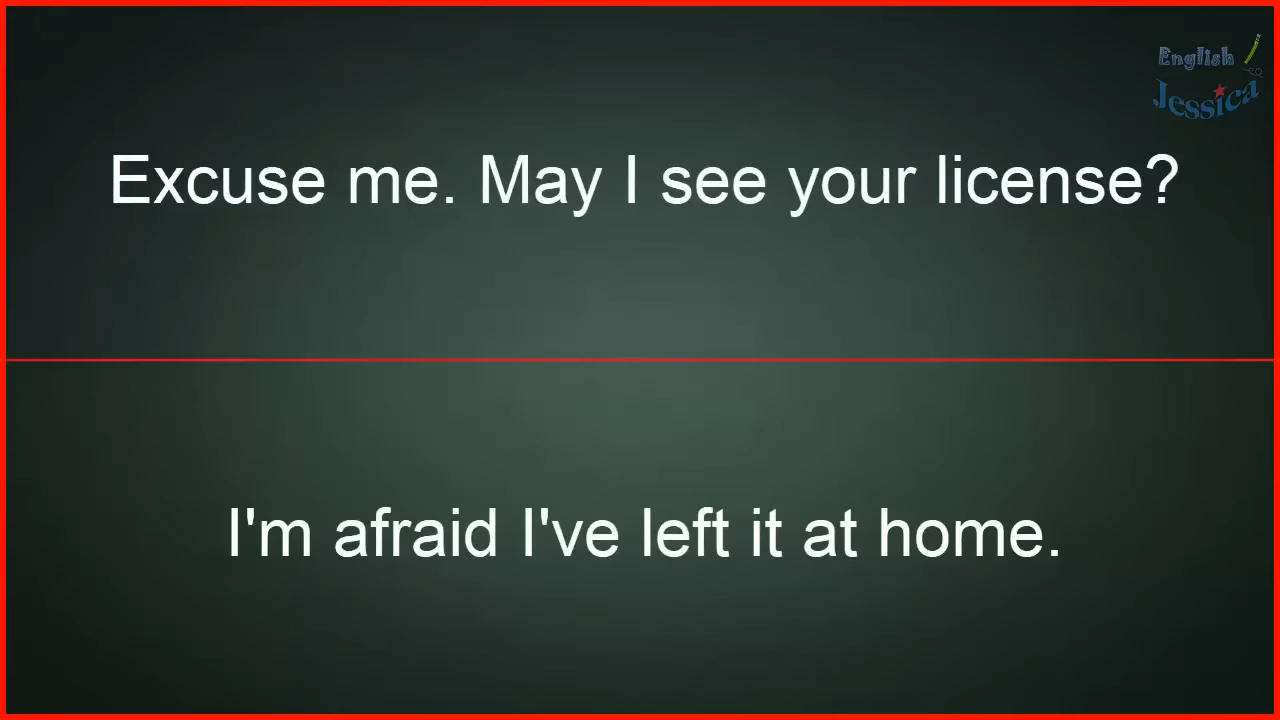 English
Jessica
Excuse me. May I see your license?
I'm afraid I've left it at home.